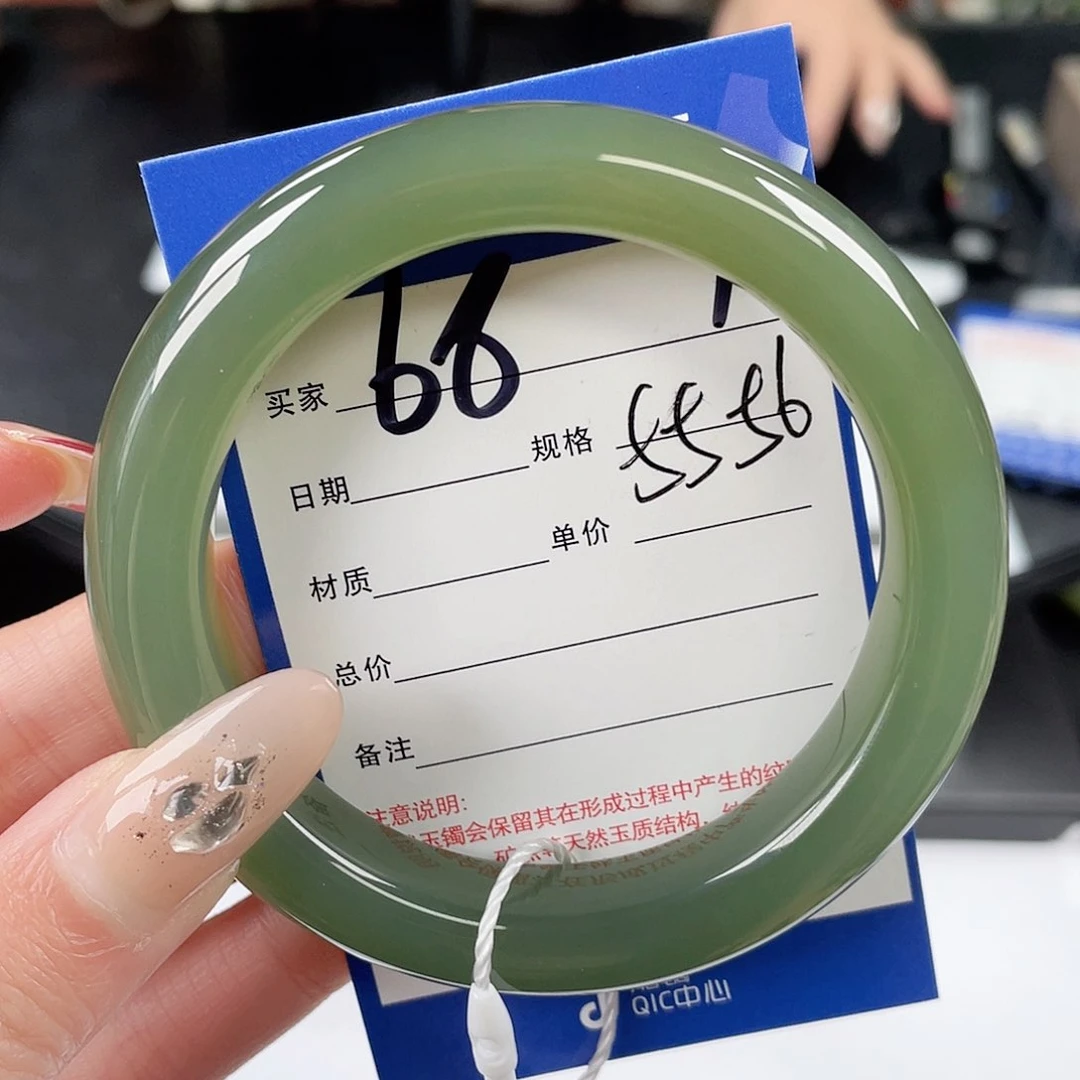 买家 66
日期 规格 55 56
材质 单价
总价
备注
注意说明:
玉镯会保留其在形成过程中产生的纹
天然玉质结构,
QIC中心